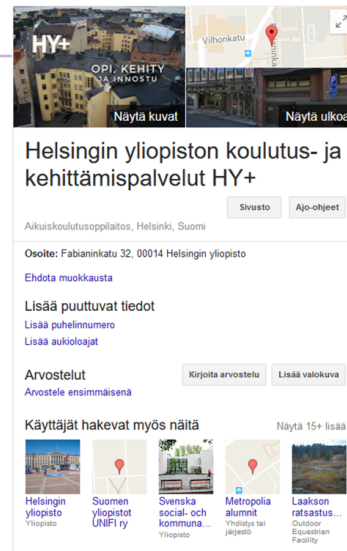 HY+
OPI, KEHITY
JA INNOSTU
Vilhonkatu
Näytä kuvat
Näytä ulkoa
Helsingin yliopiston koulutus- ja
kehittämispalvelut HY+
Sivusto
Ajo-ohjeet
Aikuiskoulutusoppilaitos, Helsinki, Suomi
Osoite: Fabianinkatu 32, 00014 Helsingin yliopisto
Ehdota muokkausta
Lisää puuttuvat tiedot
Lisää puhelinnumero
Lisää aukioloajat
Arvostelut
Kirjoita arvostelu
Lisää valokuva
Arvostele ensimmäisenä
Käyttäjät hakevat myös näitä
Näytä 15+ lisää
Helsingin
yliopisto
Yliopisto
Suomen
yliopistot
UNIFI ry
Svenska
social- och
kommuna...
Yliopisto
Metropolia
alumnit
Yhdistys tai
järjestö
Laakson
ratsastus...
Outdoor
Equestrian
Facility